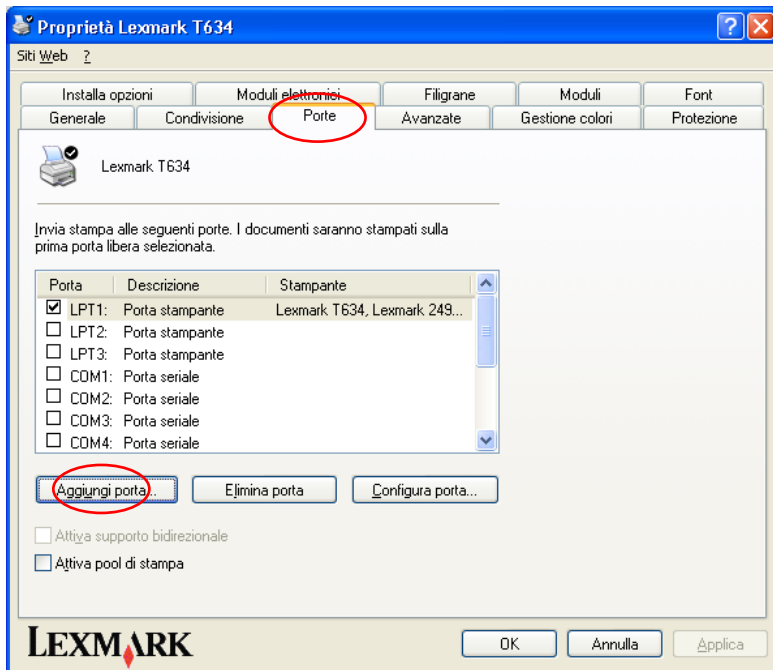 Proprietà Lexmark T634
Siti Web ?
Installa opzioni Moduli elettronici Filigrane Moduli Font
Generale Condivisione Porte Avanzate Gestione colori Protezione
Lexmark T634
Invia stampa alle seguenti porte. I documenti saranno stampati sulla
prima porta libera selezionata.
Porta Descrizione Stampante
LPT1: Porta stampante Lexmark T634, Lexmark 249...
LPT2: Porta stampante
LPT3: Porta stampante
COM1: Porta seriale
COM2: Porta seriale
COM3: Porta seriale
COM4: Porta seriale
Aggiungi porta... Elimina porta Configura porta...
Attiva supporto bidirezionale
Attiva pool di stampa
LEXMARK OK Annulla Applica